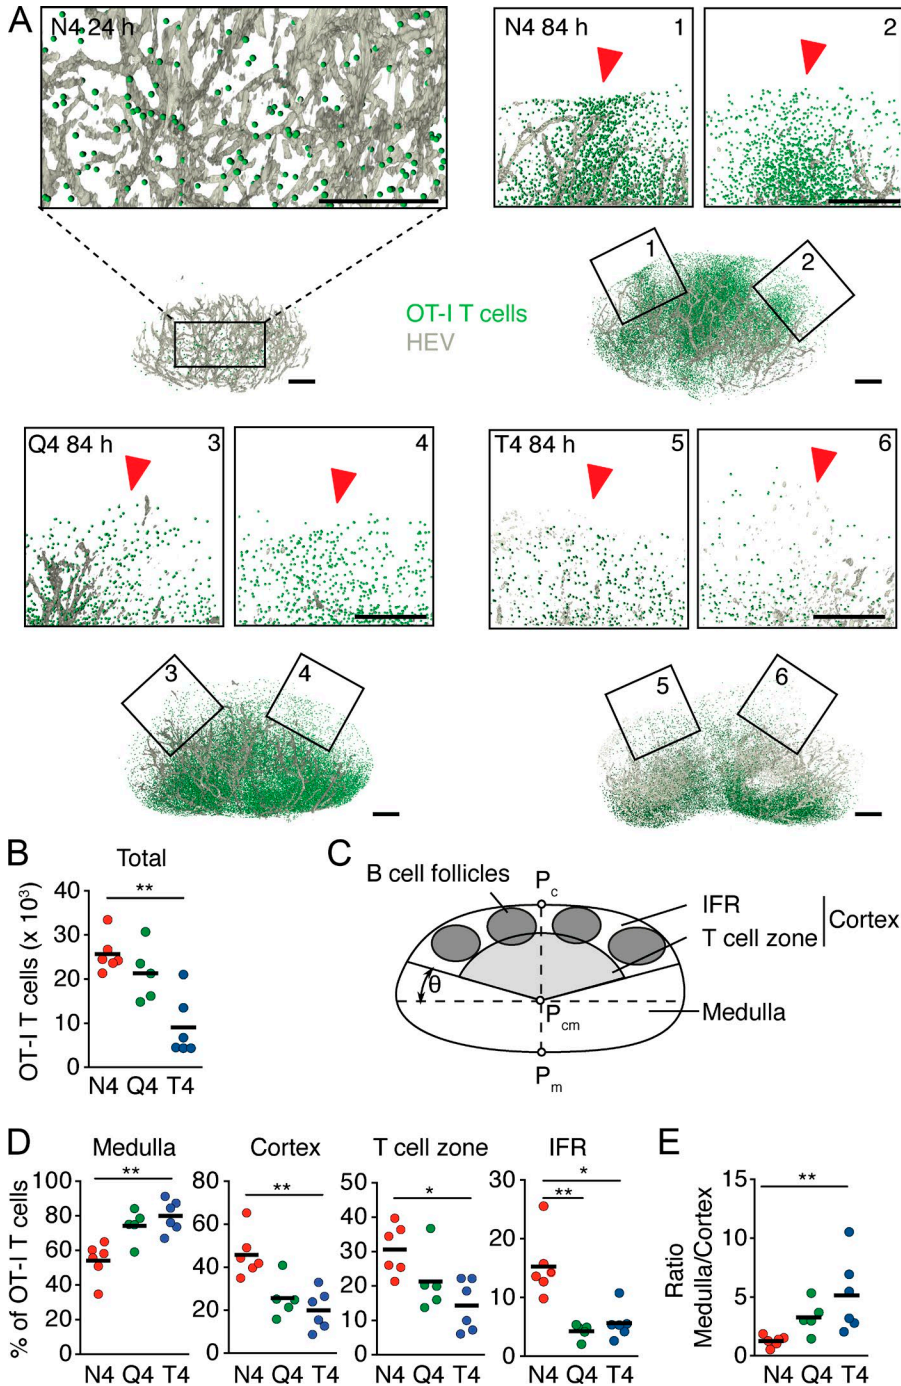 A
N4 24 h
N4 84 h 1
2
1
2
OT-I T cells
HEV
Q4 84 h 3
4
T4 84 h 5
6
3
4
5
6
B
Total
OT-I T cells (x 10³)
40
30
20
10
0
**
N4 Q4 T4
C
B cell follicles
Pc
IFR
T cell zone
Cortex
θ
Pcm
Medulla
Pm
D
% of OT-I T cells
Medulla
100
80
60
40
20
0
**
N4 Q4 T4
Cortex
80
60
40
20
0
**
N4 Q4 T4
T cell zone
50
40
30
20
10
0
*
N4 Q4 T4
IFR
30
20
10
0
*
**
N4 Q4 T4
E
Ratio
Medulla/Cortex
15
10
5
0
**
N4 Q4 T4